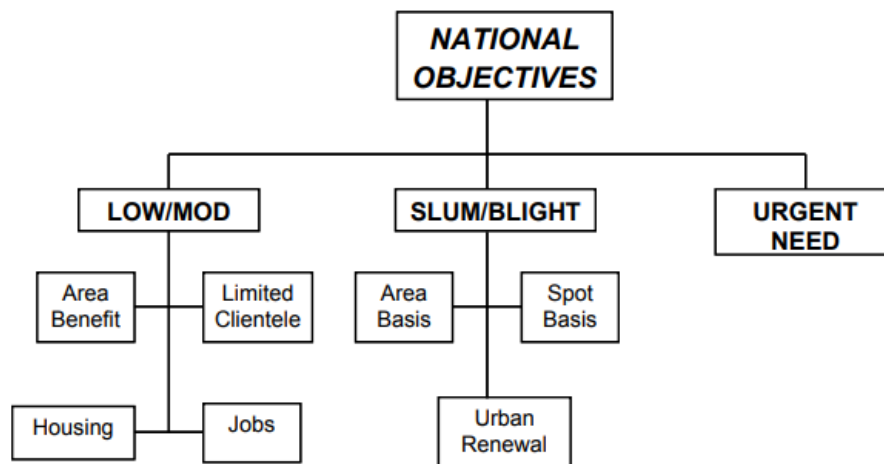 NATIONAL
OBJECTIVES
LOW/MOD
SLUM/BLIGHT
URGENT
NEED
Area
Benefit
Limited
Clientele
Area
Basis
Spot
Basis
Housing
Jobs
Urban
Renewal